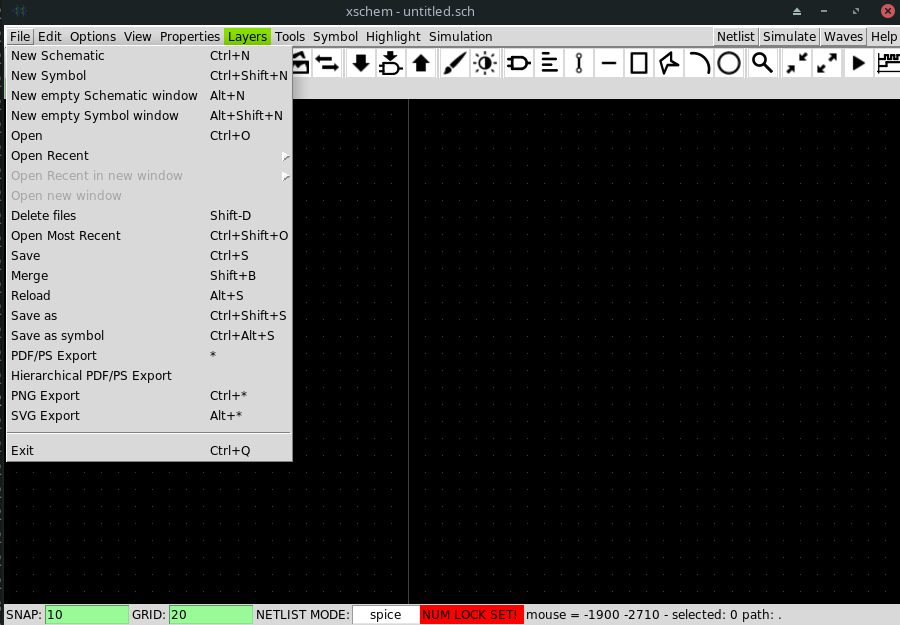 xschem - untitled.sch
File Edit Options View Properties Layers Tools Symbol Highlight Simulation Netlist Simulate Waves Help
New Schematic Ctrl+N
New Symbol Ctrl+Shift+N
New empty Schematic window Alt+N
New empty Symbol window Alt+Shift+N
Open Ctrl+O
Open Recent
Open Recent in new window
Open new window
Delete files Shift-D
Open Most Recent Ctrl+Shift+O
Save Ctrl+S
Merge Shift+B
Reload Alt+S
Save as Ctrl+Shift+S
Save as symbol Ctrl+Alt+S
PDF/PS Export *
Hierarchical PDF/PS Export
PNG Export Ctrl+*
SVG Export Alt+*
Exit Ctrl+Q
SNAP: 10 GRID: 20 NETLIST MODE: spice NUM LOCK SET! mouse = -1900 -2710 - selected: 0 path: .